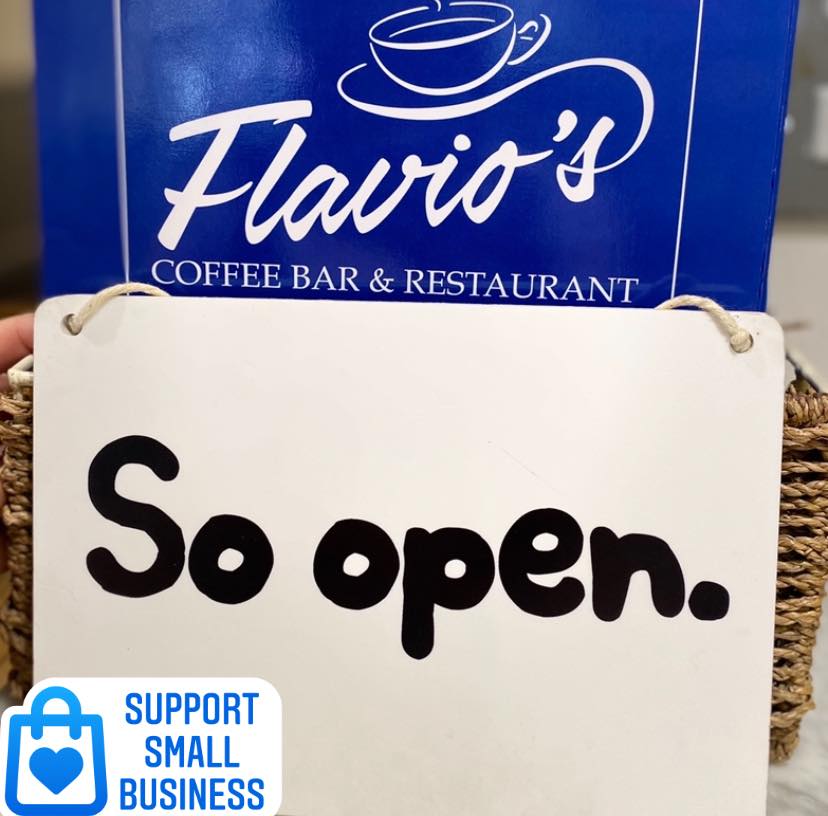 Flavio's
COFFEE BAR & RESTAURANT
So open.
SUPPORT
SMALL
BUSINESS